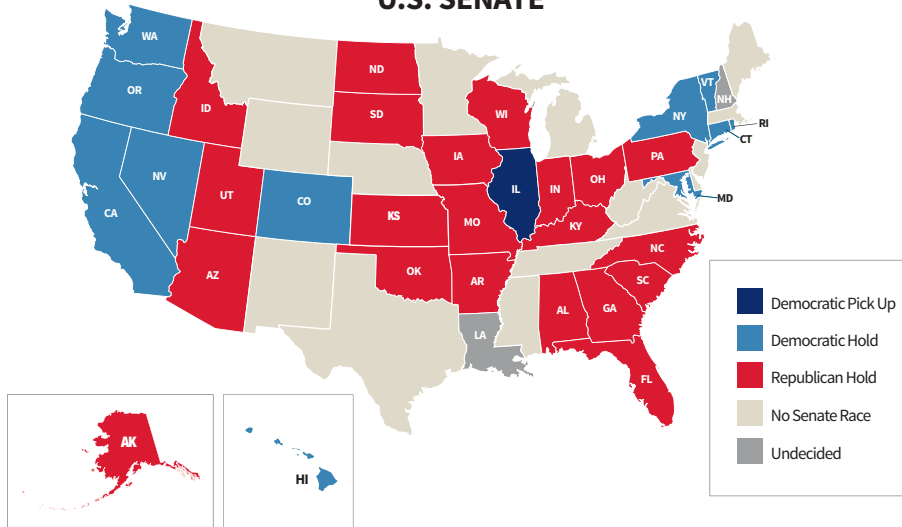 U.S. SENATE
WA
OR
ID
ND
SD
WI
VT
NH
NY
RI
CT
MD
PA
NV
CA
UT
CO
AZ
KS
OK
IA
MO
AR
IL
IN
OH
KY
NC
SC
AL
GA
LA
FL
AK
HI
Democratic Pick Up
Democratic Hold
Republican Hold
No Senate Race
Undecided